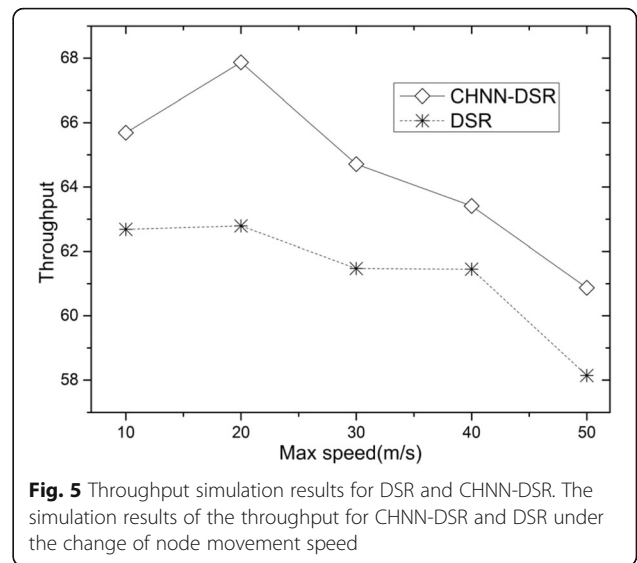 68
66
64
62
60
58
Throughput
CHNN-DSR
DSR
10 20 30 40 50
Max speed(m/s)
Fig. 5 Throughput simulation results for DSR and CHNN-DSR. The
simulation results of the throughput for CHNN-DSR and DSR under
the change of node movement speed